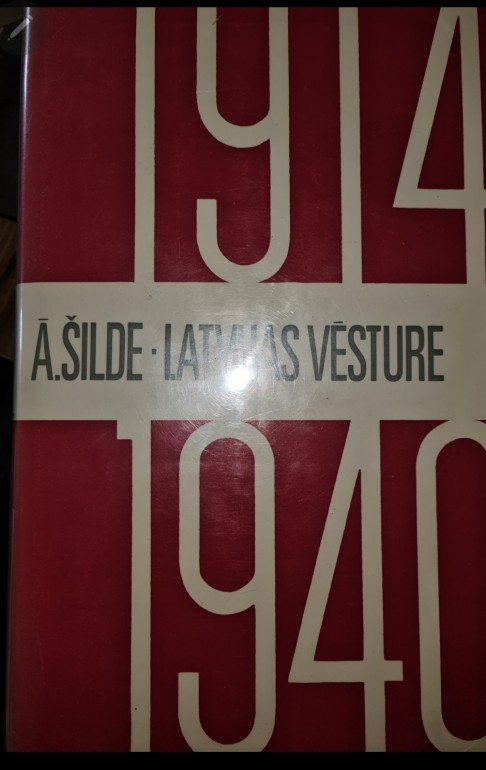 1914
Ā.ŠILDE · LATVIJAS VĒSTURE
1940